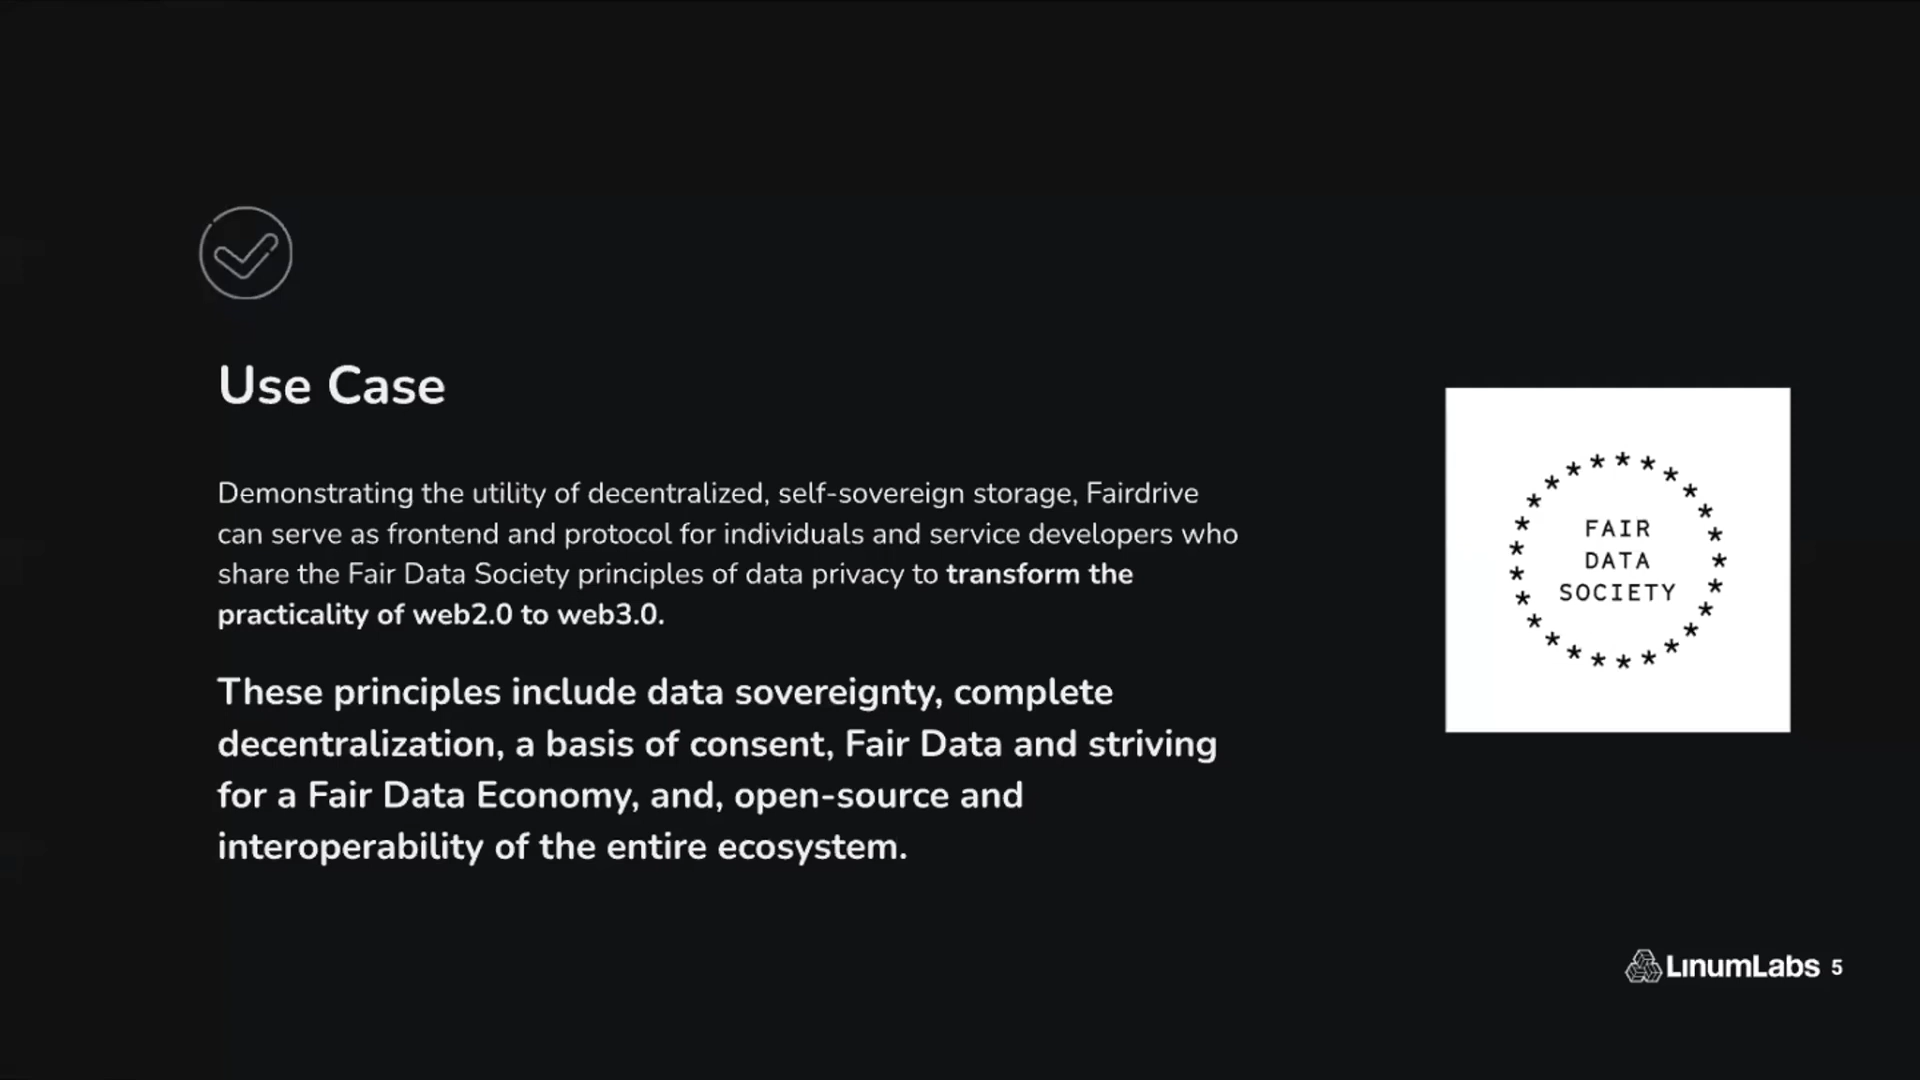 Use Case
Demonstrating the utility of decentralized, self-sovereign storage, Fairdrive
can serve as frontend and protocol for individuals and service developers who
share the Fair Data Society principles of data privacy to transform the
practicality of web2.0 to web3.0.
These principles include data sovereignty, complete
decentralization, a basis of consent, Fair Data and striving
for a Fair Data Economy, and, open-source and
interoperability of the entire ecosystem.
FAIR
DATA
SOCIETY
LinumLabs 5